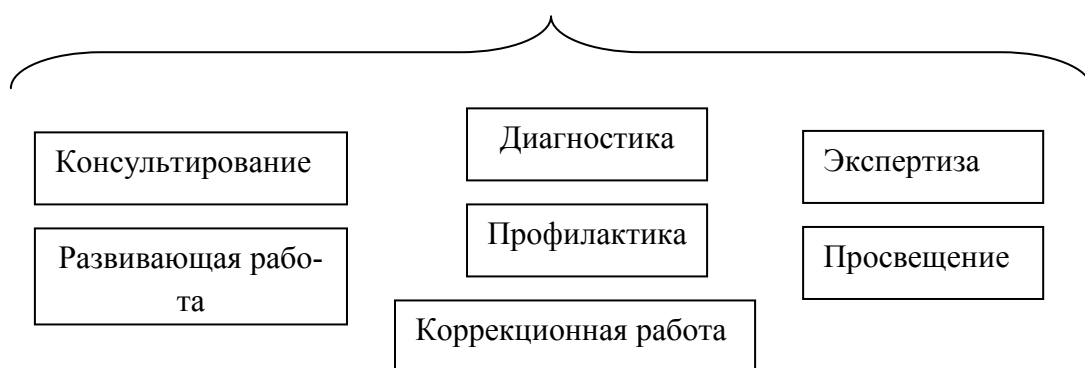 Консультирование
Диагностика
Экспертиза
Развивающая рабо-
та
Профилактика
Просвещение
Коррекционная работа